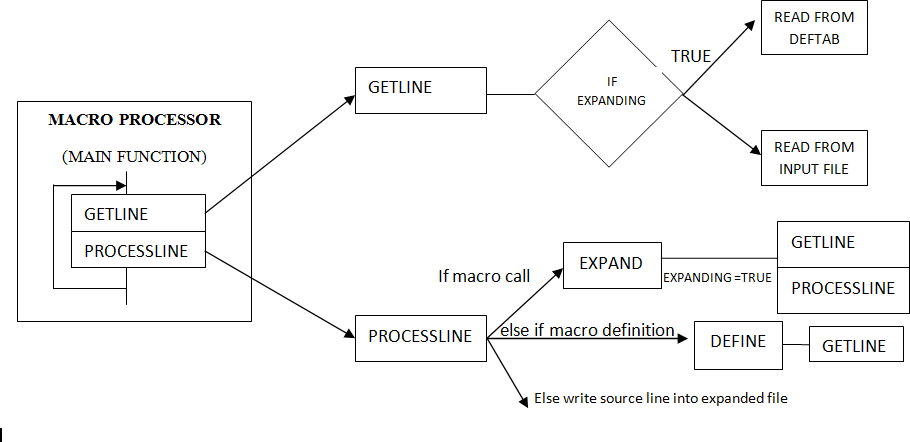 MACRO PROCESSOR
(MAIN FUNCTION)
GETLINE
PROCESSLINE
GETLINE
IF
EXPANDING
TRUE
READ FROM
DEFTAB
READ FROM
INPUT FILE
PROCESSLINE
If macro call
EXPAND
EXPANDING =TRUE
GETLINE
PROCESSLINE
else if macro definition
DEFINE
GETLINE
Else write source line into expanded file